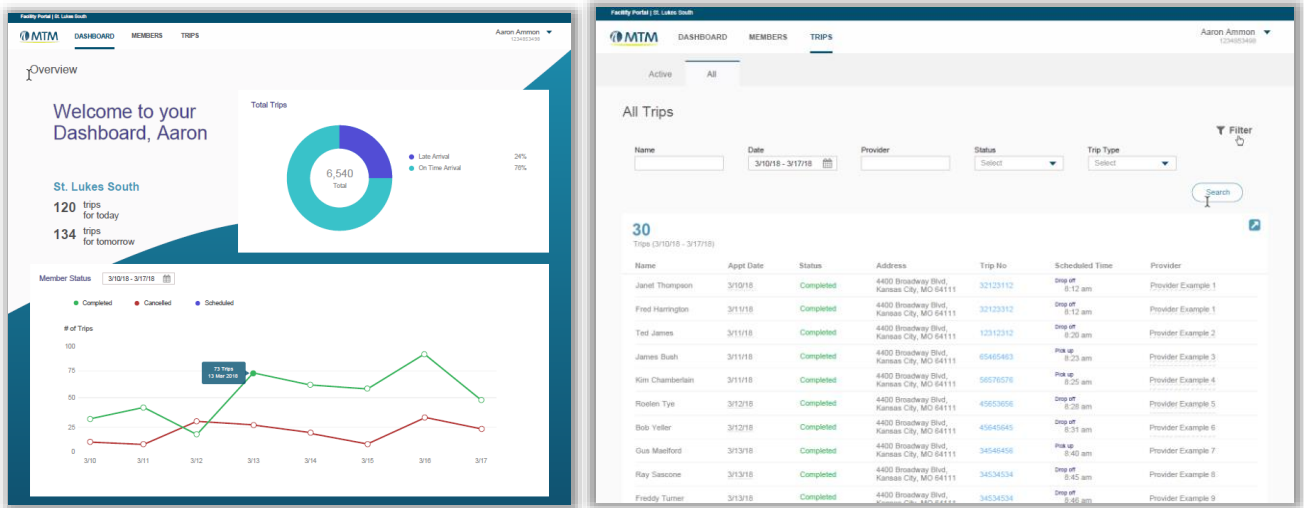 Facility Portal | St. Lukes South
MTM DASHBOARD MEMBERS TRIPS Aaron Ammon
1234953498
Overview
Welcome to your
Dashboard, Aaron
St. Lukes South
120 trips
for today
134 trips
for tomorrow
Total Trips
6,540
Total
Late Arrival 24%
On Time Arrival 76%
Member Status 3/10/18 - 3/17/18
Completed Cancelled Scheduled
# of Trips
100
75
50
25
0
73 Trips
13 Mar 2018
3/10 3/11 3/12 3/13 3/14 3/15 3/16 3/17
Facility Portal | St. Lukes South
MTM DASHBOARD MEMBERS TRIPS Aaron Ammon
1234953498
Active All
All Trips
Filter
Name Date Provider Status Trip Type
3/10/18 - 3/17/18 Select Select
Search
30
Trips (3/10/18 - 3/17/18)
Name Appt Date Status Address Trip No Scheduled Time Provider
Janet Thompson 3/10/18 Completed 4400 Broadway Blvd, Kansas City, MO 64111 32123112 Drop off 8:12 am Provider Example 1
Fred Harrington 3/11/18 Completed 4400 Broadway Blvd, Kansas City, MO 64111 32123312 Drop off 8:12 am Provider Example 1
Ted James 3/11/18 Completed 4400 Broadway Blvd, Kansas City, MO 64111 12312312 Drop off 8:20 am Provider Example 2
James Bush 3/11/18 Completed 4400 Broadway Blvd, Kansas City, MO 64111 65465463 Pick up 8:23 am Provider Example 3
Kim Chamberlain 3/11/18 Completed 4400 Broadway Blvd, Kansas City, MO 64111 56576576 Pick up 8:25 am Provider Example 4
Roelen Tye 3/12/18 Completed 4400 Broadway Blvd, Kansas City, MO 64111 45653656 Drop off 8:28 am Provider Example 5
Bob Yeller 3/12/18 Completed 4400 Broadway Blvd, Kansas City, MO 64111 45645645 Drop off 8:31 am Provider Example 6
Gus Maelford 3/13/18 Completed 4400 Broadway Blvd, Kansas City, MO 64111 34546456 Pick up 8:40 am Provider Example 7
Ray Sascone 3/13/18 Completed 4400 Broadway Blvd, Kansas City, MO 64111 34534534 Drop off 8:45 am Provider Example 8
Freddy Turner 3/13/18 Completed 4400 Broadway Blvd, Kansas City, MO 64111 34534534 Drop off 8:46 am Provider Example 9